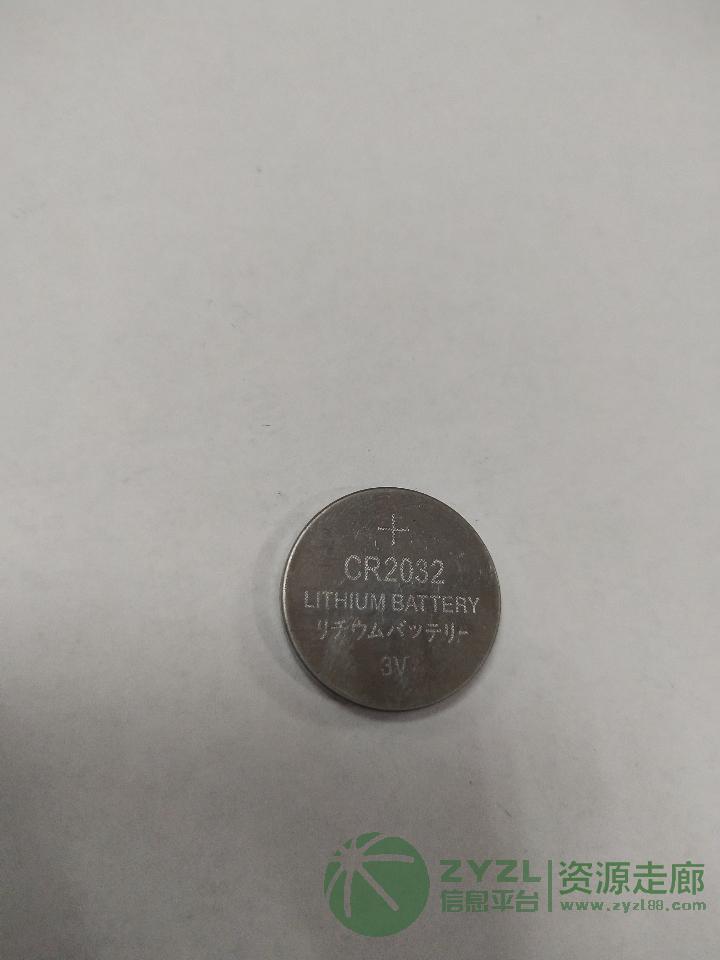 +
CR2032
LITHIUM BATTERY
リチウムバッテリー
3V
ZYZL
信息平台
资源走廊
www.zyzl88.com